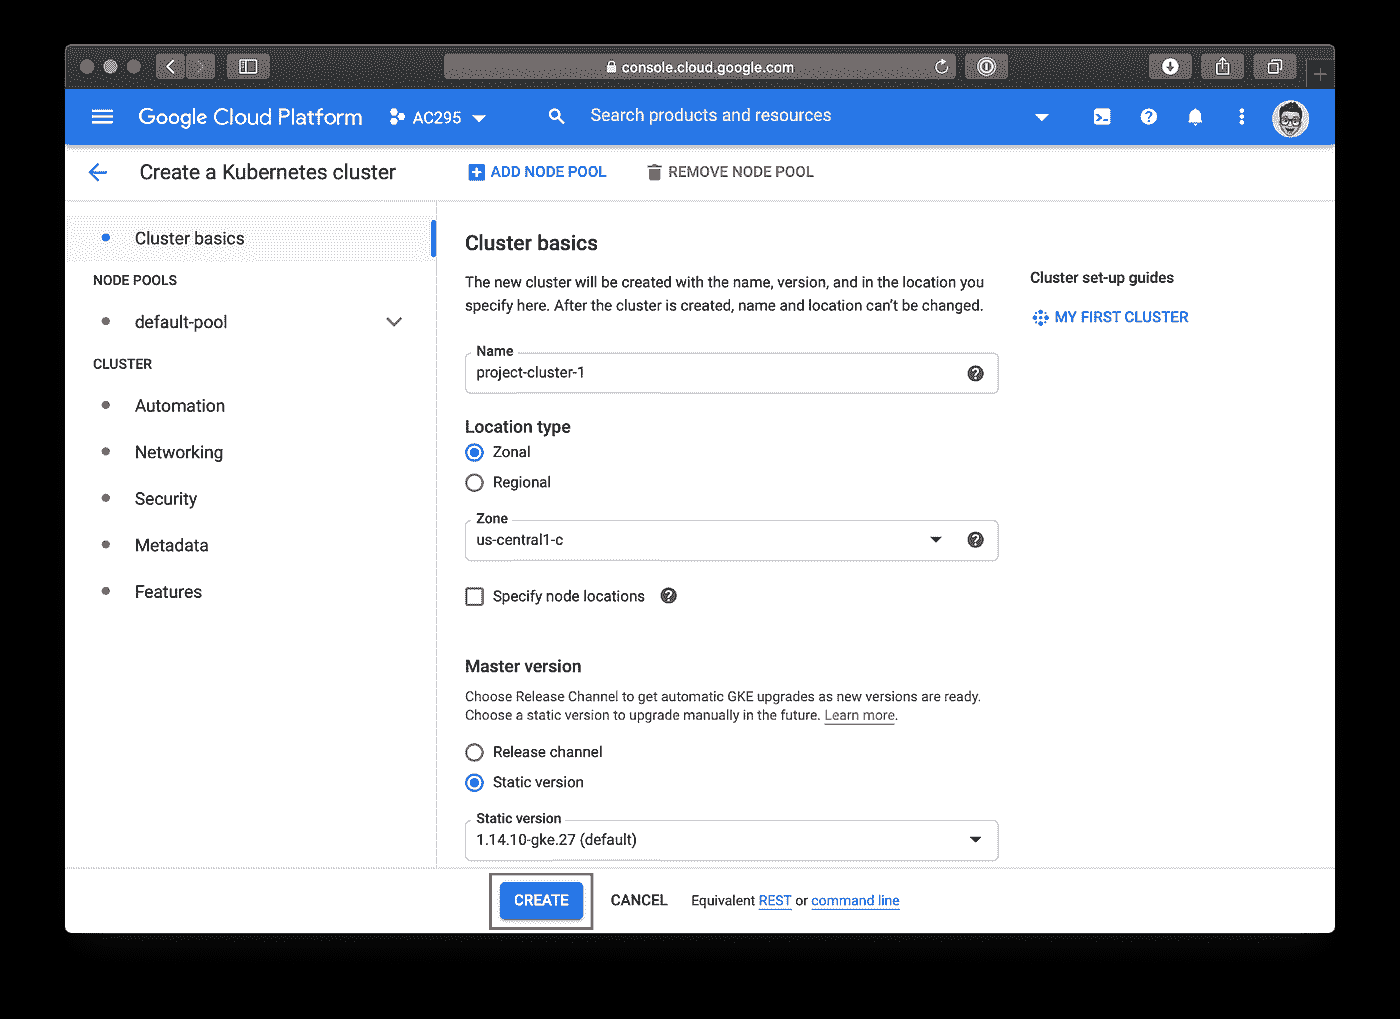 console.cloud.google.com
Google Cloud Platform
AC295
Search products and resources
Create a Kubernetes cluster
ADD NODE POOL
REMOVE NODE POOL
Cluster basics
NODE POOLS
default-pool
CLUSTER
Automation
Networking
Security
Metadata
Features
Cluster basics
The new cluster will be created with the name, version, and in the location you
specify here. After the cluster is created, name and location can't be changed.
Name
project-cluster-1
Location type
Zonal
Regional
Zone
us-central1-c
Specify node locations
Master version
Choose Release Channel to get automatic GKE upgrades as new versions are ready.
Choose a static version to upgrade manually in the future. Learn more.
Release channel
Static version
Static version
1.14.10-gke.27 (default)
Cluster set-up guides
MY FIRST CLUSTER
CREATE
CANCEL
Equivalent REST or command line